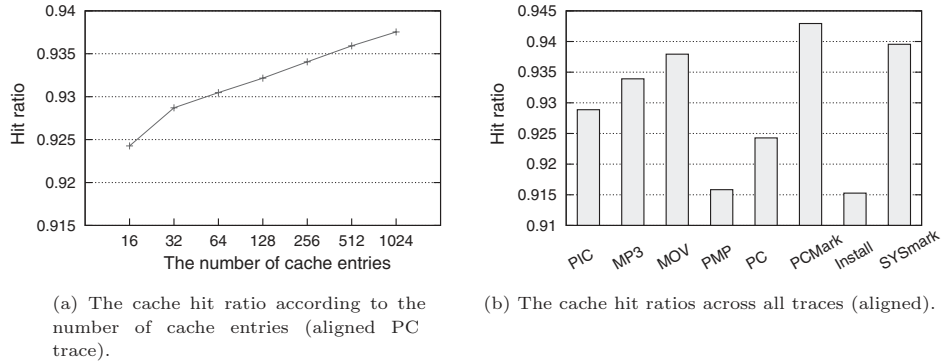 0.94
0.935
0.93
0.925
0.92
0.915
Hit ratio
16 32 64 128 256 512 1024
The number of cache entries
(a) The cache hit ratio according to the
number of cache entries (aligned PC
trace).
0.945
0.94
0.935
0.93
0.925
0.92
0.915
0.91
Hit ratio
PIC MP3 MOV PMP PC PCMark Install SYSmark
(b) The cache hit ratios across all traces (aligned).